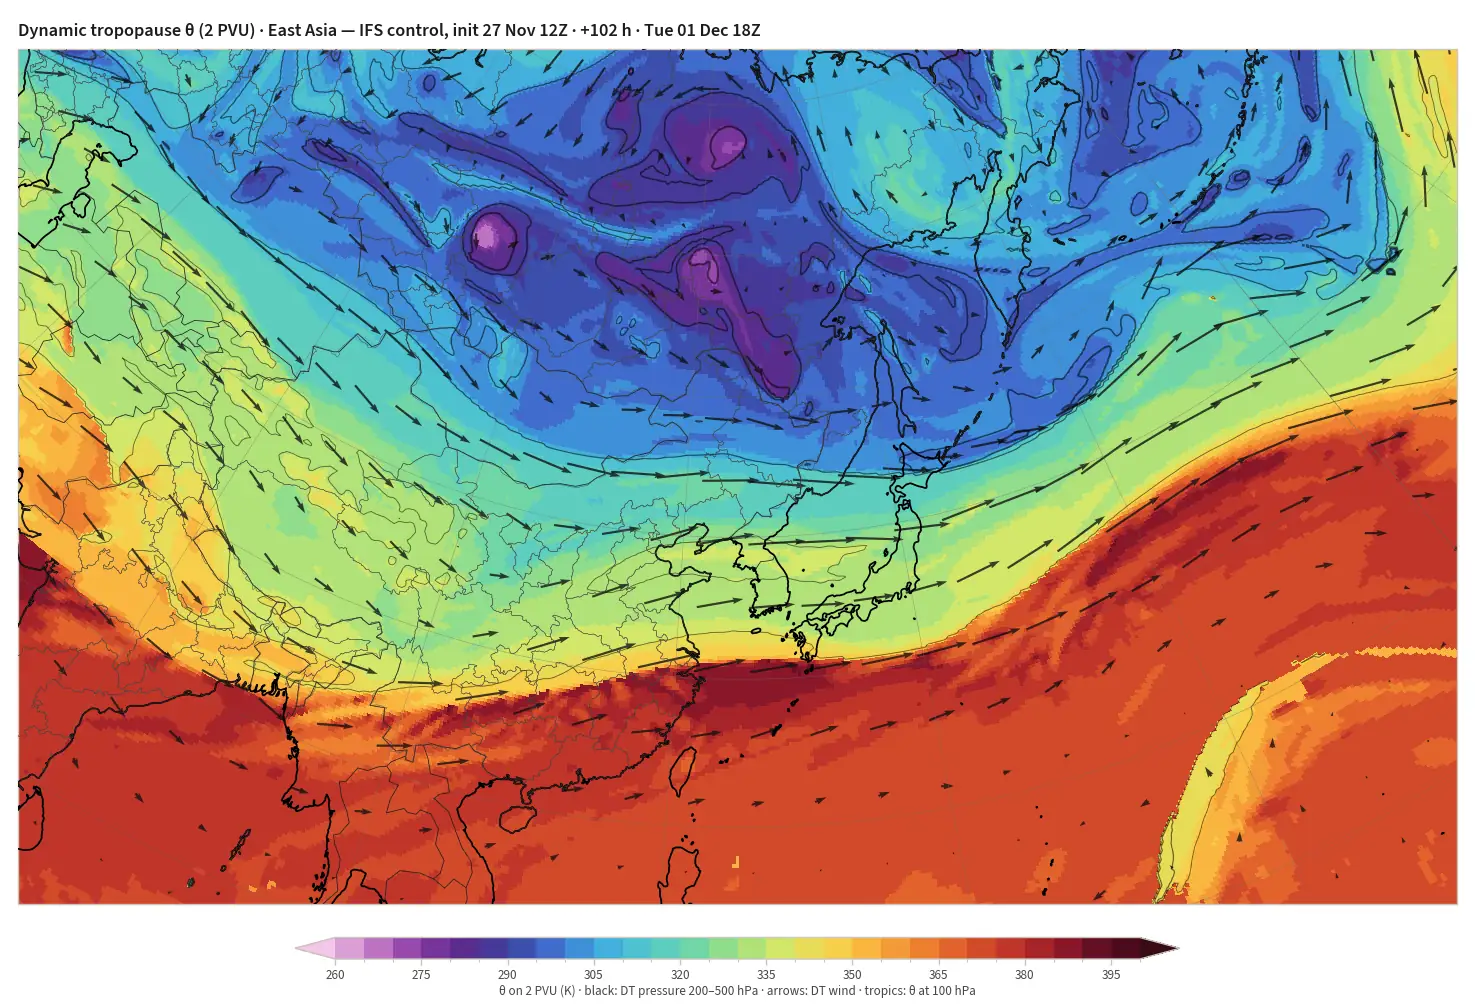 Dynamic tropopause θ (2 PVU) · East Asia — IFS control, init 27 Nov 12Z · +102 h · Tue 01 Dec 18Z
260 275 290 305 320 335 350 365 380 395
θ on 2 PVU (K) · black: DT pressure 200–500 hPa · arrows: DT wind · tropics: θ at 100 hPa